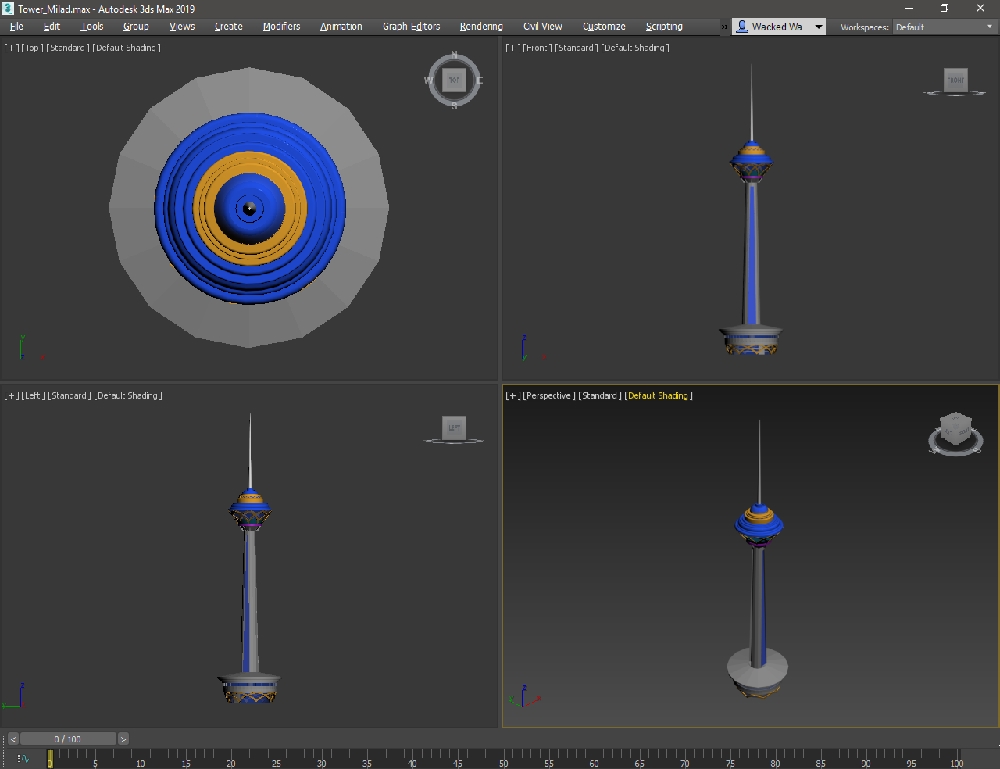 Tower_Milad.max - Autodesk 3ds Max 2019
File Edit Tools Group Views Create Modifiers Animation Graph Editors Rendering Civil View Customize Scripting » Wacked Wa Workspaces: Default
[+] [Top] [Standard] [Default Shading]
[+] [Front] [Standard] [Default Shading]
N
W TOP E
S
FRONT
y
z
[+] [Left] [Standard] [Default Shading]
[+] [Perspective] [Standard] [Default Shading]
LEFT
z
z
< 0 / 100 >
0 5 10 15 20 25 30 35 40 45 50 55 60 65 70 75 80 85 90 95 100